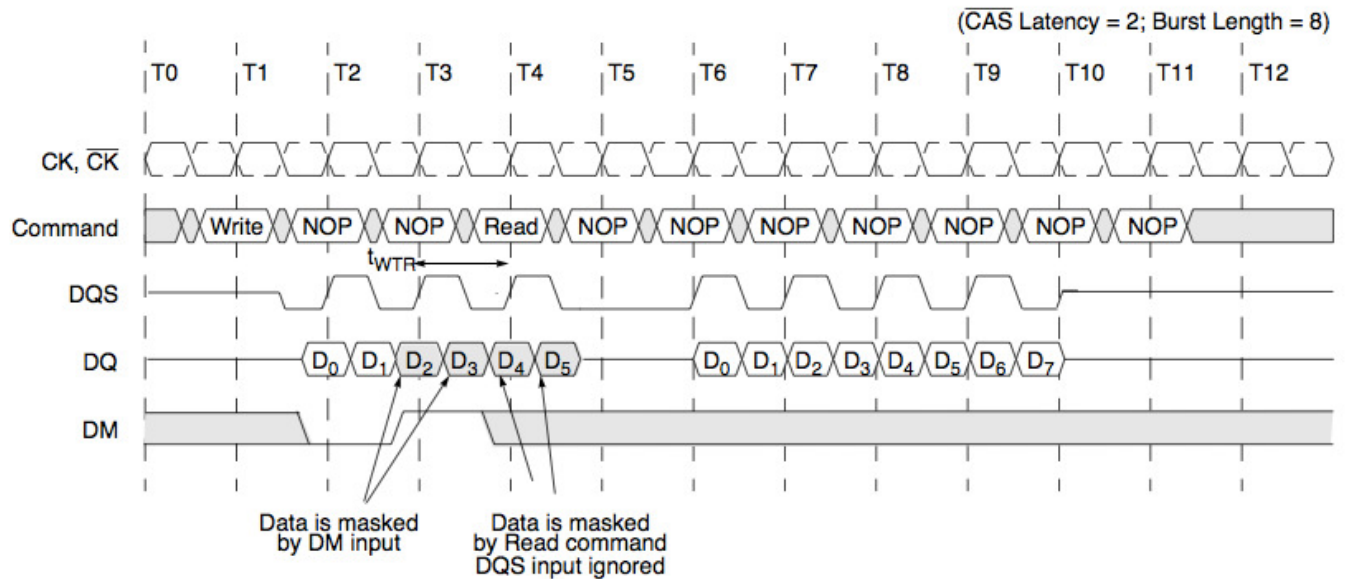 (CAS Latency = 2; Burst Length = 8)
T0 T1 T2 T3 T4 T5 T6 T7 T8 T9 T10 T11 T12
CK, CK
Command Write NOP NOP Read NOP NOP NOP NOP NOP NOP NOP
tWTR
DQS
DQ D0 D1 D2 D3 D4 D5 D0 D1 D2 D3 D4 D5 D6 D7
DM
Data is masked
by DM input
Data is masked
by Read command
DQS input ignored